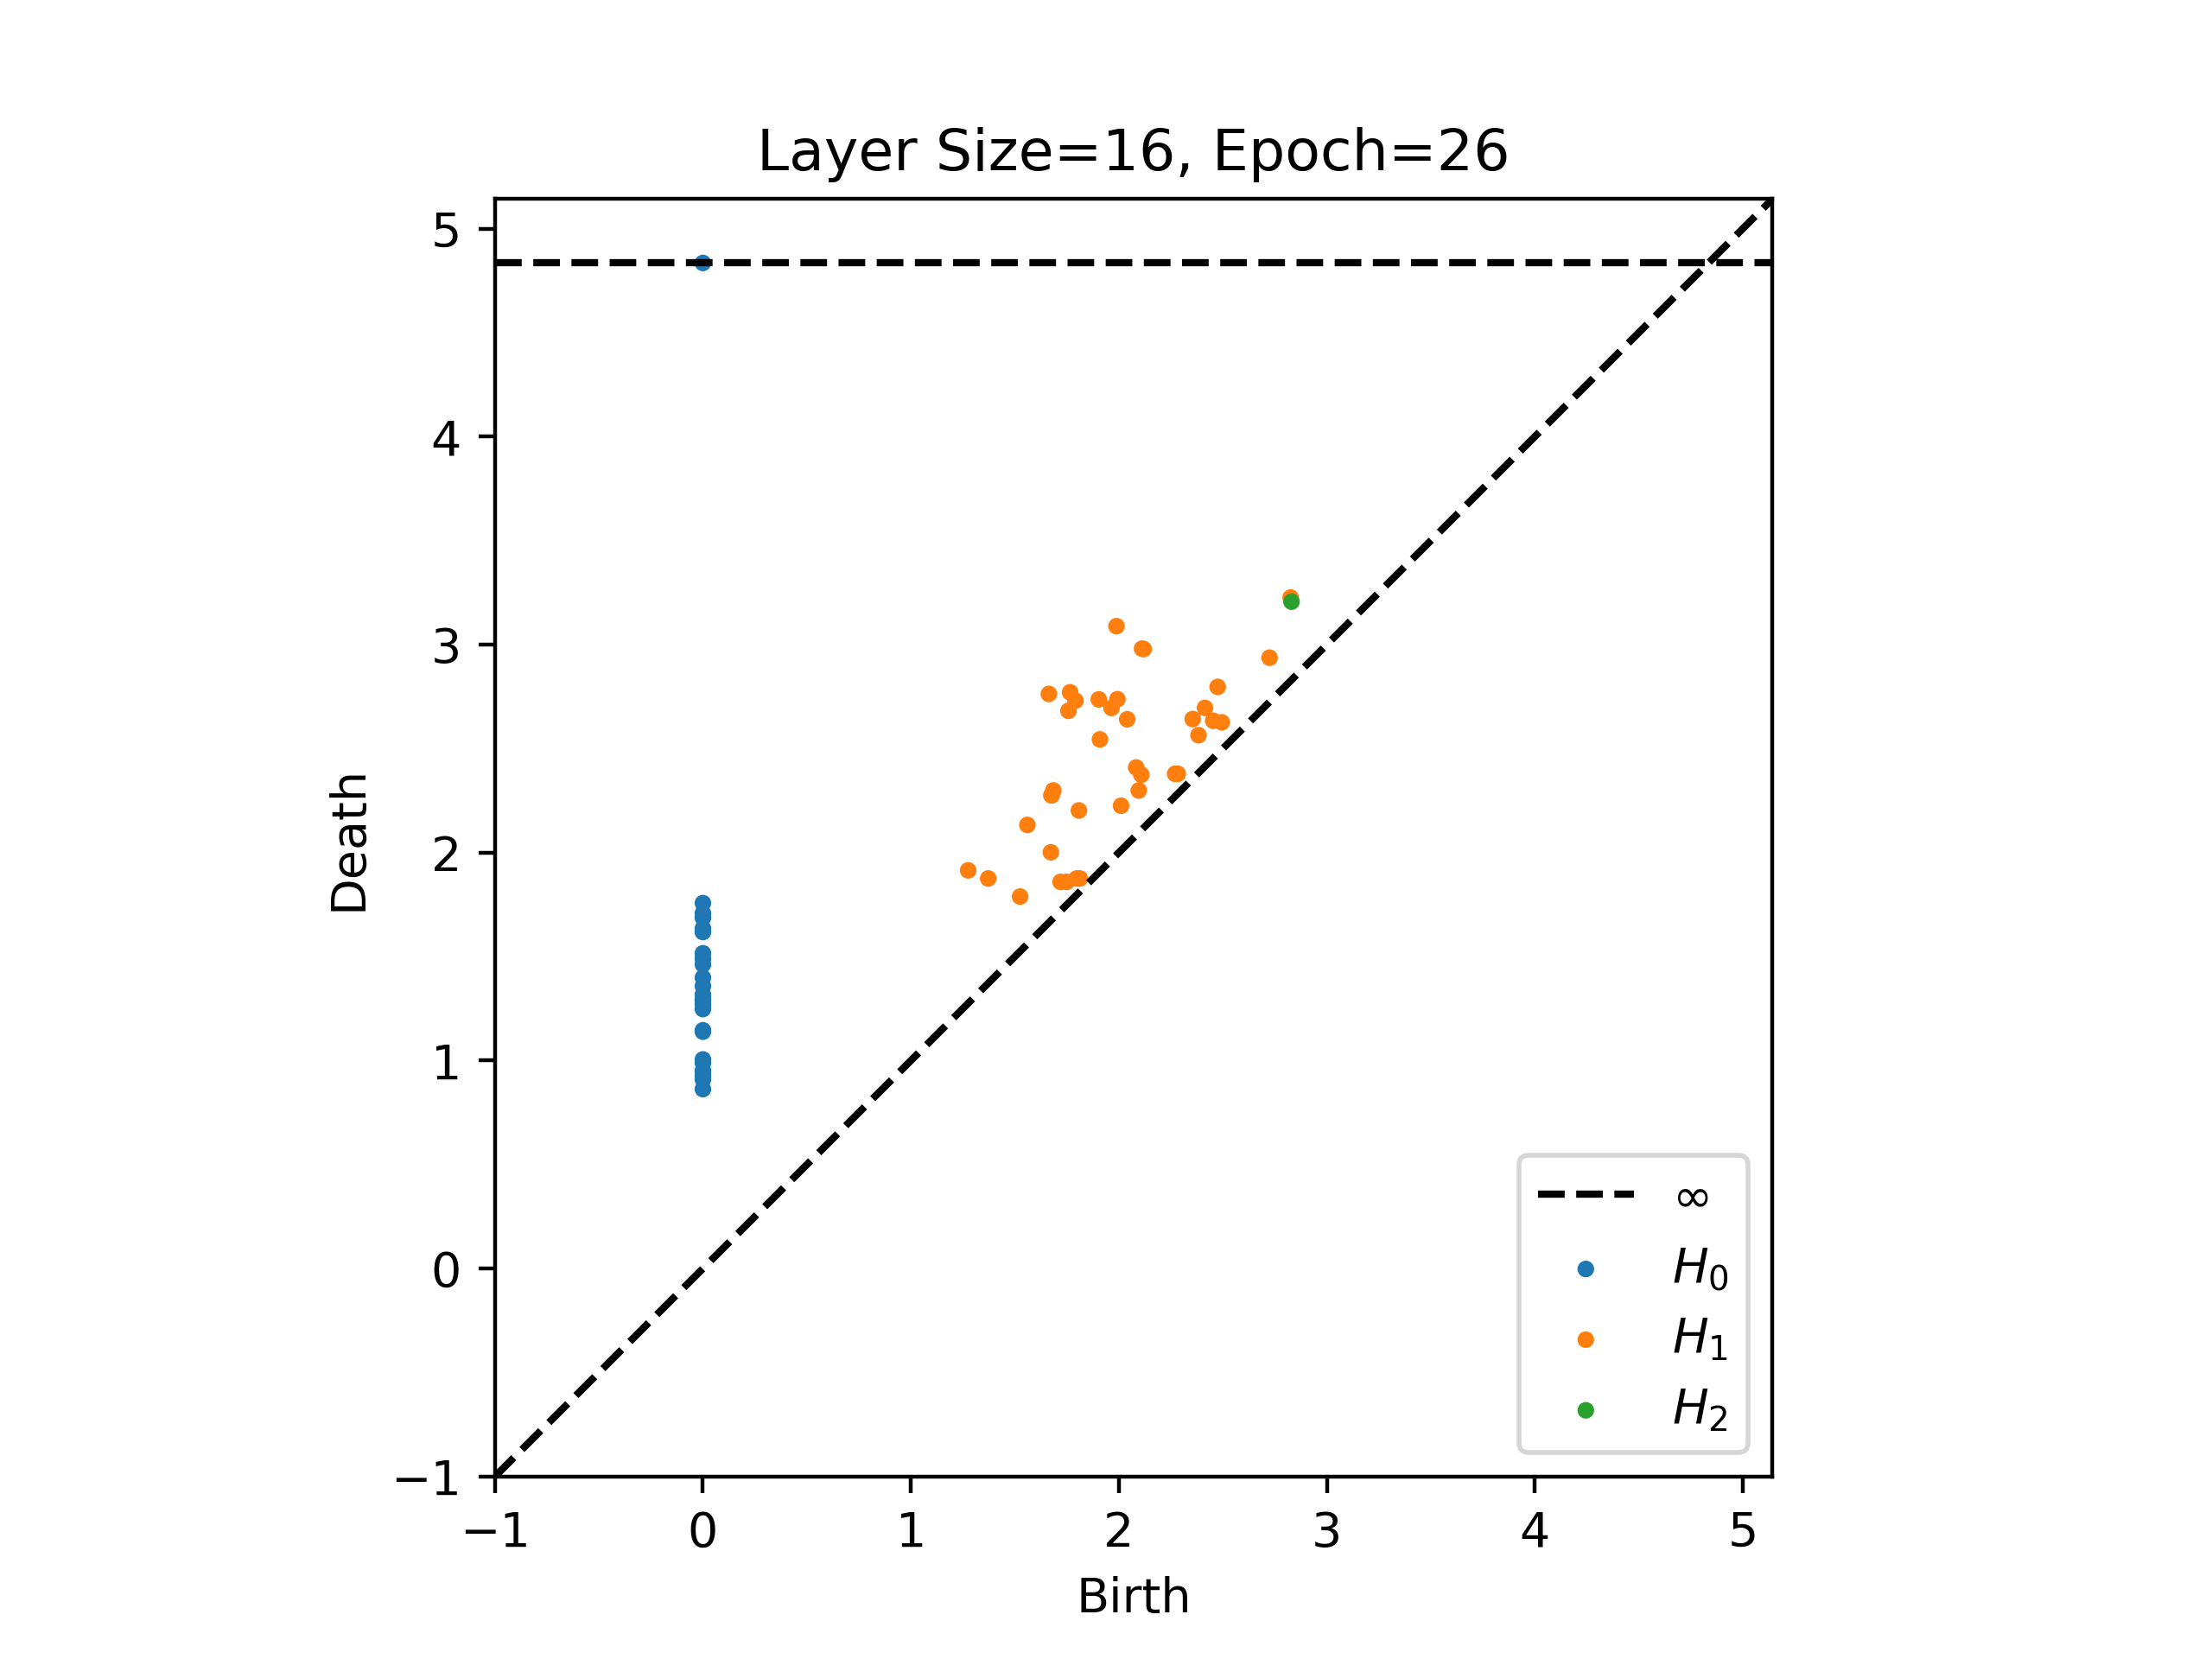 Layer Size=16, Epoch=26
5
4
3
2
1
0
−1
Death
−1 0 1 2 3 4 5
Birth
∞
H₀
H₁
H₂